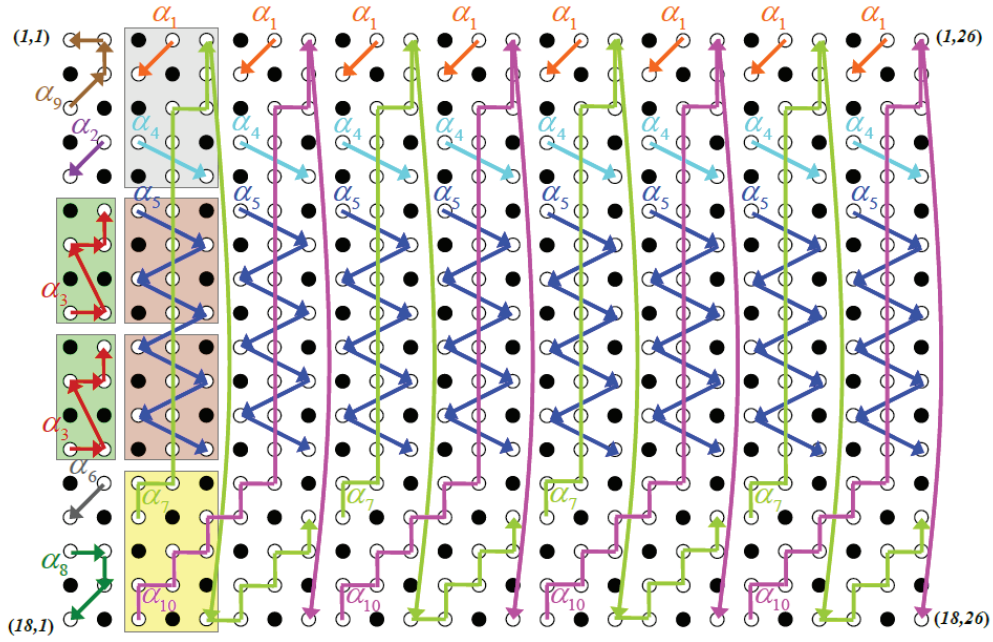 α₁ α₁ α₁ α₁ α₁ α₁ α₁ α₁
(1,1) (1,26)
α₉
α₂ α₄ α₄ α₄ α₄ α₄ α₄ α₄ α₄
α₅ α₅ α₅ α₅ α₅ α₅ α₅ α₅
α₃
α₃
α₆
α₇ α₇ α₇ α₇
α₈
α₁₀ α₁₀ α₁₀ α₁₀
(18,1) (18,26)